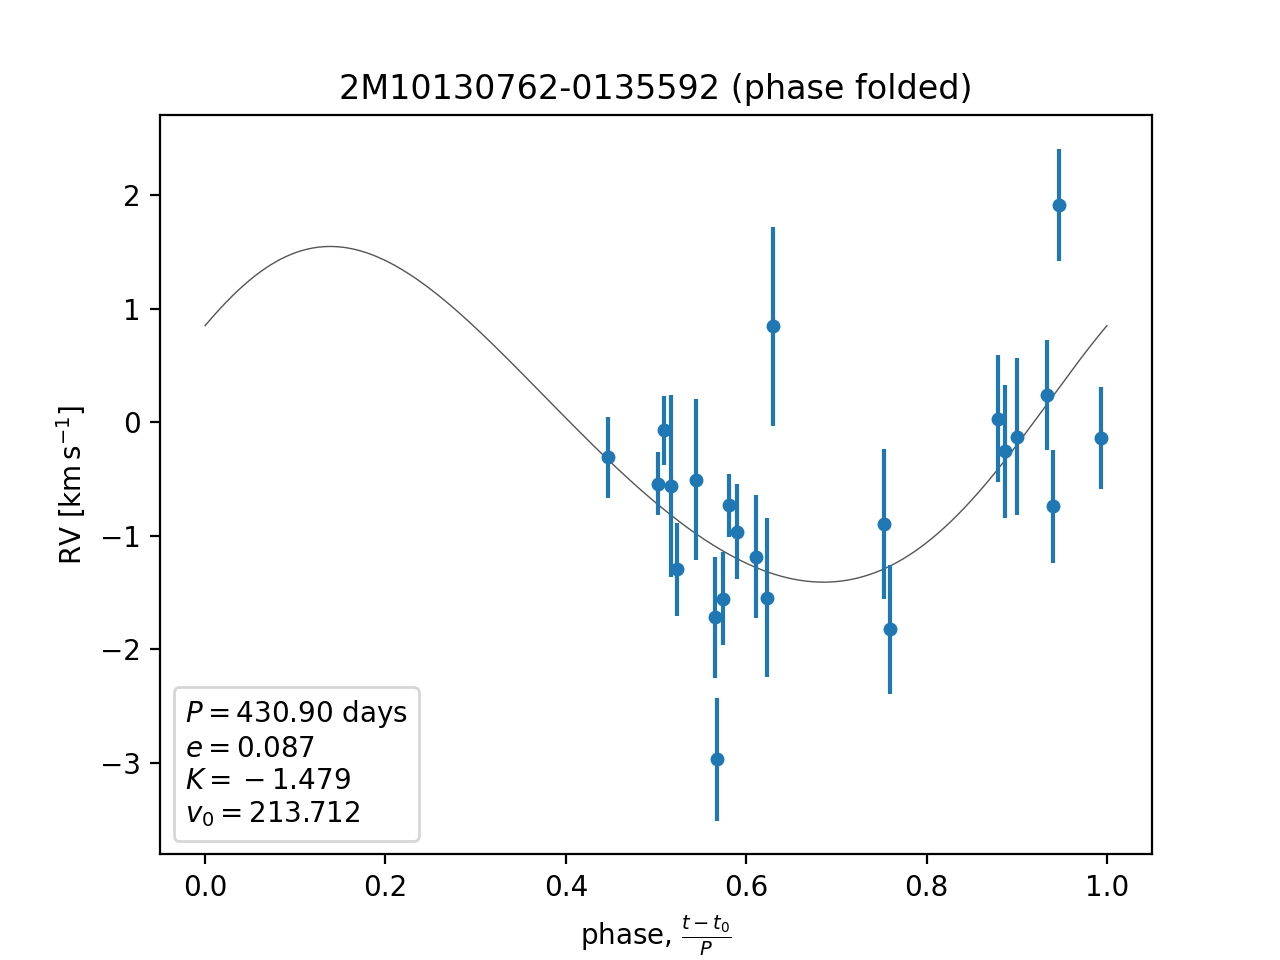 2M10130762-0135592 (phase folded)
RV [km s⁻¹]
2
1
0
−1
−2
−3
P = 430.90 days
e = 0.087
K = −1.479
v₀ = 213.712
0.0 0.2 0.4 0.6 0.8 1.0
phase, (t − t₀)/P